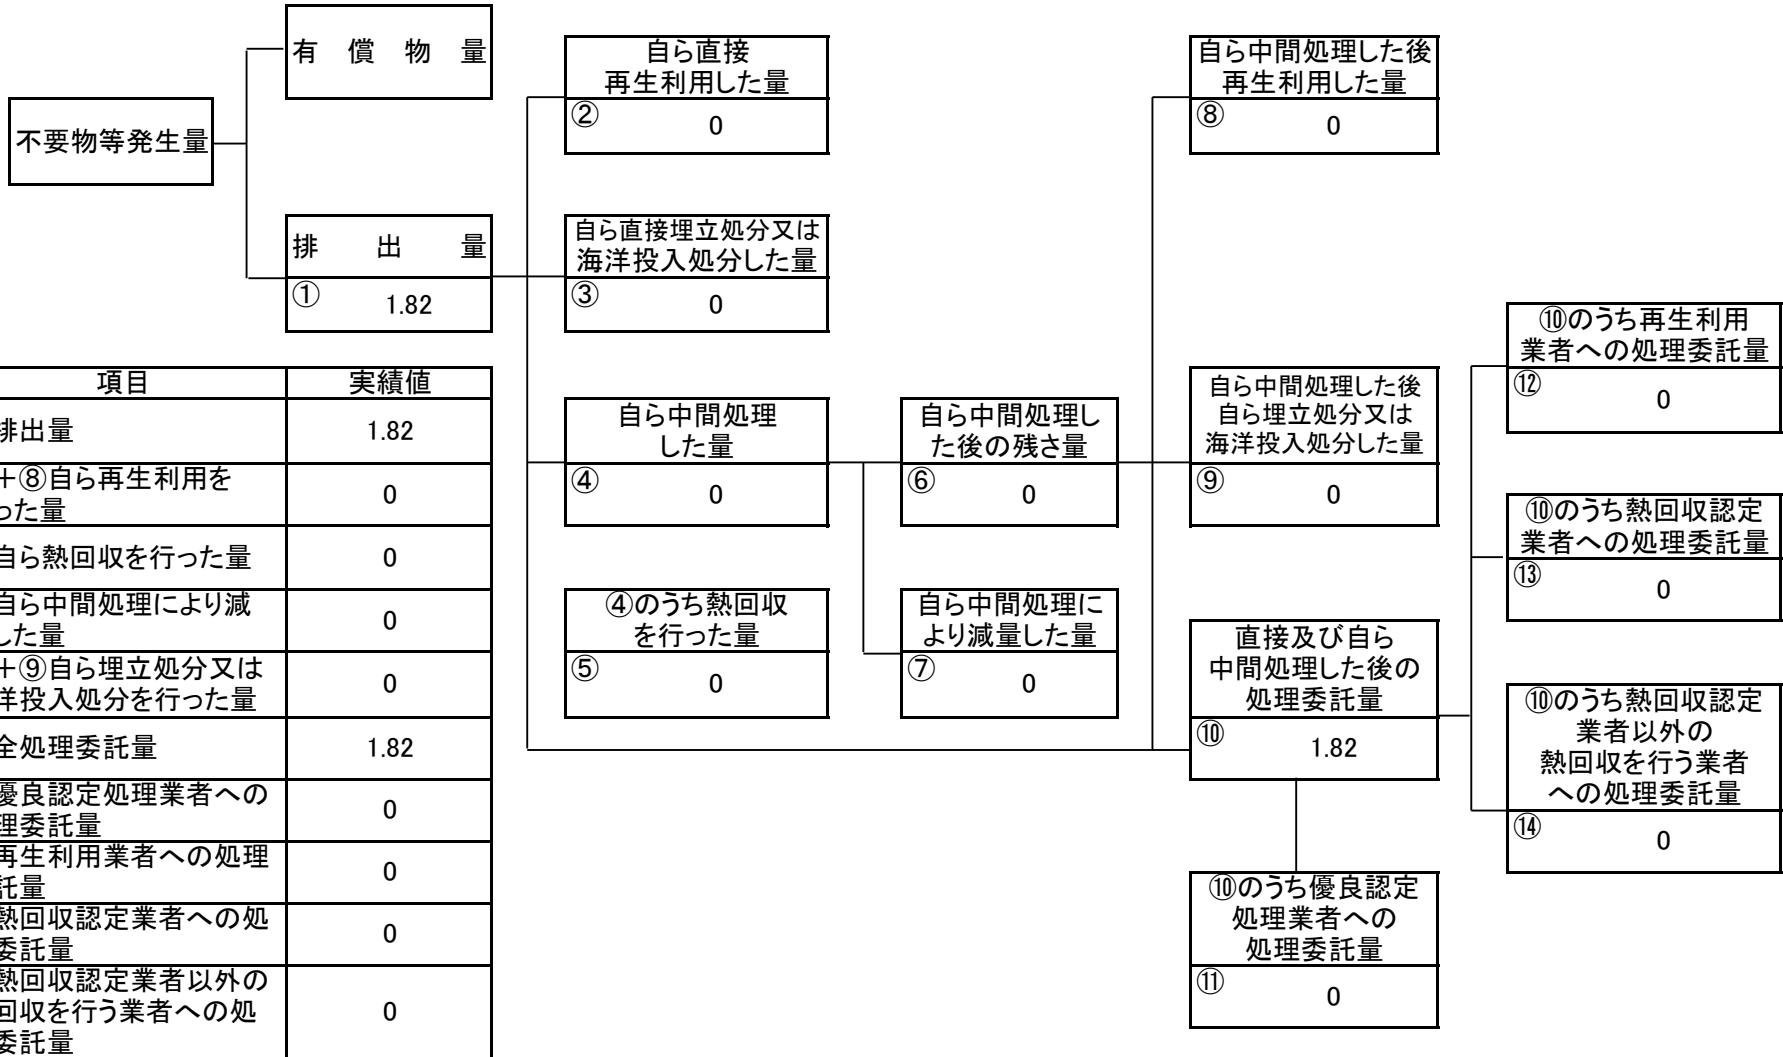 有償物量
不要物等発生量
排出量
① 1.82
自ら直接
再生利用した量
② 0
自ら直接埋立処分又は
海洋投入処分した量
③ 0
自ら中間処理
した量
④ 0
④のうち熱回収
を行った量
⑤ 0
自ら中間処理し
た後の残さ量
⑥ 0
自ら中間処理に
より減量した量
⑦ 0
自ら中間処理した後
再生利用した量
⑧ 0
自ら中間処理した後
自ら埋立処分又は
海洋投入処分した量
⑨ 0
直接及び自ら
中間処理した後の
処理委託量
⑩ 1.82
⑩のうち優良認定
処理業者への
処理委託量
⑪ 0
⑩のうち再生利用
業者への処理委託量
⑫ 0
⑩のうち熱回収認定
業者への処理委託量
⑬ 0
⑩のうち熱回収認定
業者以外の
熱回収を行う業者
への処理委託量
⑭ 0
項目 実績値
排出量 1.82
+⑧自ら再生利用を
った量 0
自ら熱回収を行った量 0
自ら中間処理により減
した量 0
+⑨自ら埋立処分又は
洋投入処分を行った量 0
全処理委託量 1.82
優良認定処理業者への
理委託量 0
再生利用業者への処理
託量 0
熱回収認定業者への処
委託量 0
熱回収認定業者以外の
回収を行う業者への処
委託量 0